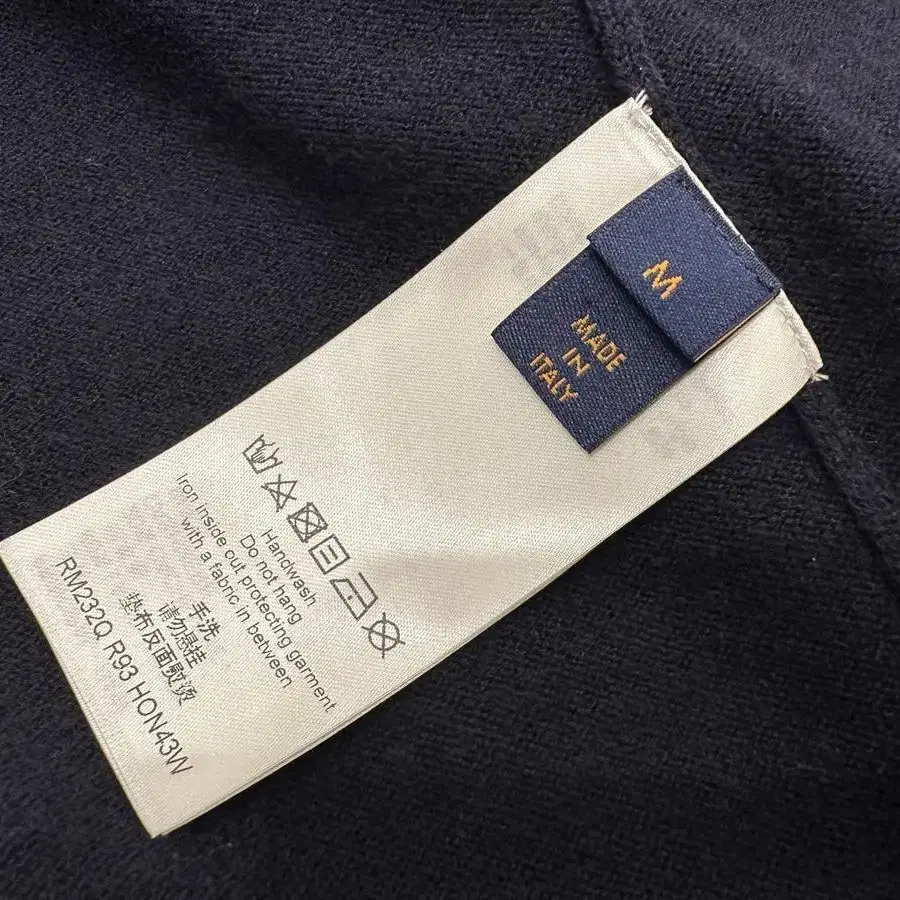 M
MADE
IN
ITALY
Handwash
Do not hang
Iron inside out protecting garment
with a fabric in between
手洗
请勿悬挂
垫布反面熨烫
RM232Q R93 HON43W